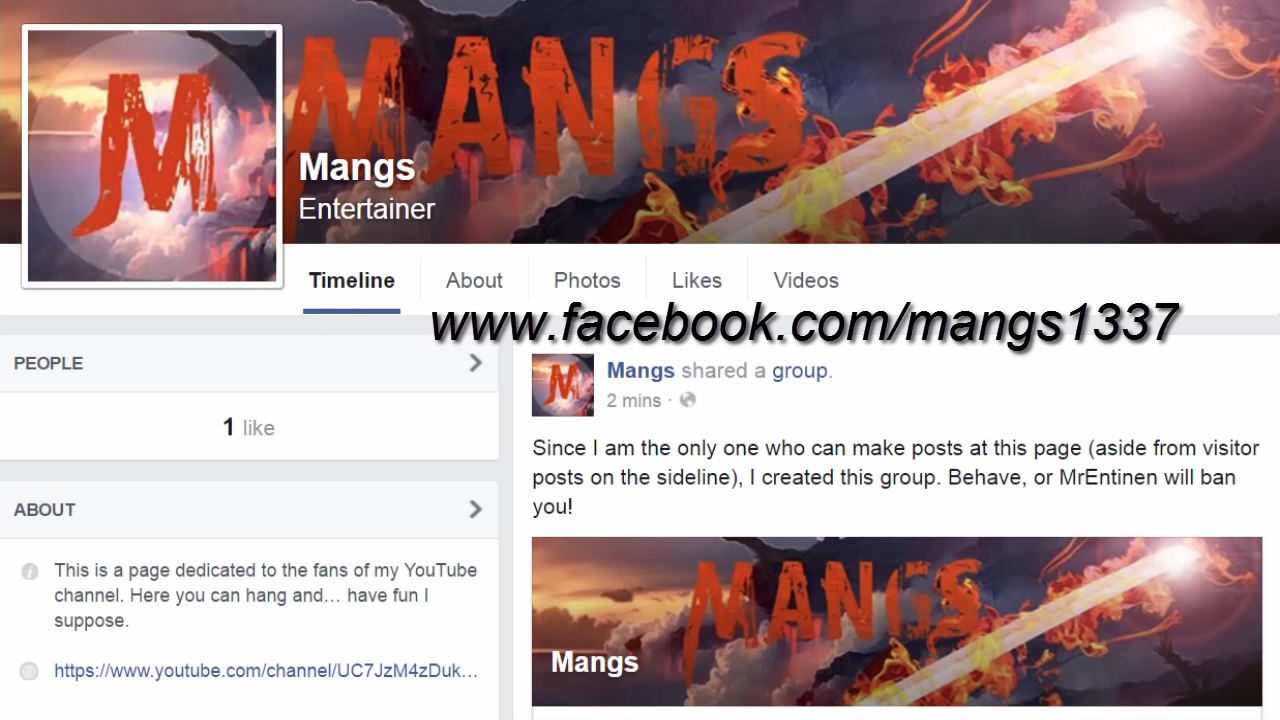 M
MANGS
Mangs
Entertainer
Timeline
About
Photos
Likes
Videos
www.facebook.com/mangs1337
PEOPLE
1 like
ABOUT
This is a page dedicated to the fans of my YouTube
channel. Here you can hang and… have fun I
suppose.
https://www.youtube.com/channel/UC7JzM4zDuk…
M
Mangs shared a group.
2 mins ·
Since I am the only one who can make posts at this page (aside from visitor
posts on the sideline), I created this group. Behave, or MrEntinen will ban
you!
MANGS
Mangs